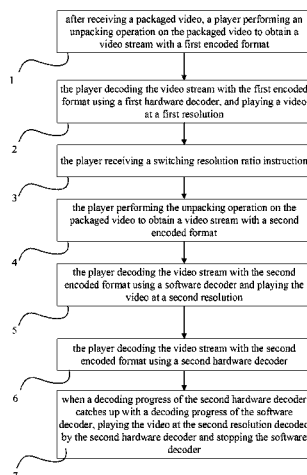 after receiving a packaged video, a player performing an
unpacking operation on the packaged video to obtain a
video stream with a first encoded format
1
the player decoding the video stream with the first encoded
format using a first hardware decoder, and playing a video
at a first resolution
2
the player receiving a switching resolution ratio instruction
3
the player performing the unpacking operation on the
packaged video to obtain a video stream with a second
encoded format
4
the player decoding the video stream with the second
encoded format using a software decoder and playing the
video at a second resolution
5
the player decoding the video stream with the second
encoded format using a second hardware decoder
6
when a decoding progress of the second hardware decoder
catches up with a decoding progress of the software
decoder, playing the video at the second resolution decoded
by the second hardware decoder and stopping the software
decoder
7